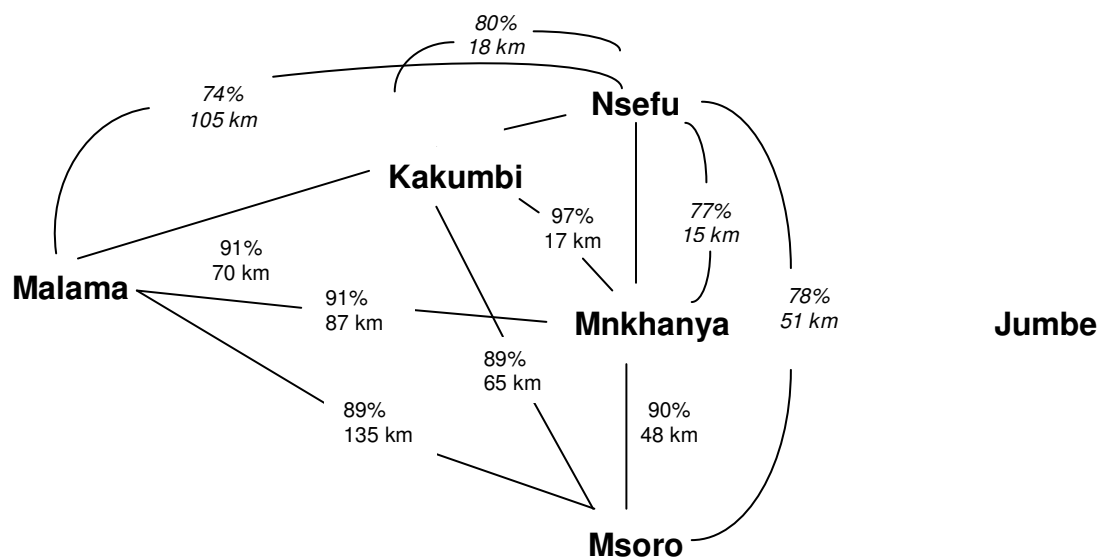 80%
18 km
74%
105 km
Nsefu
Kakumbi
97%
17 km
77%
15 km
91%
70 km
Malama
91%
87 km
78%
51 km
Mnkhanya
Jumbe
89%
65 km
89%
135 km
90%
48 km
Msoro